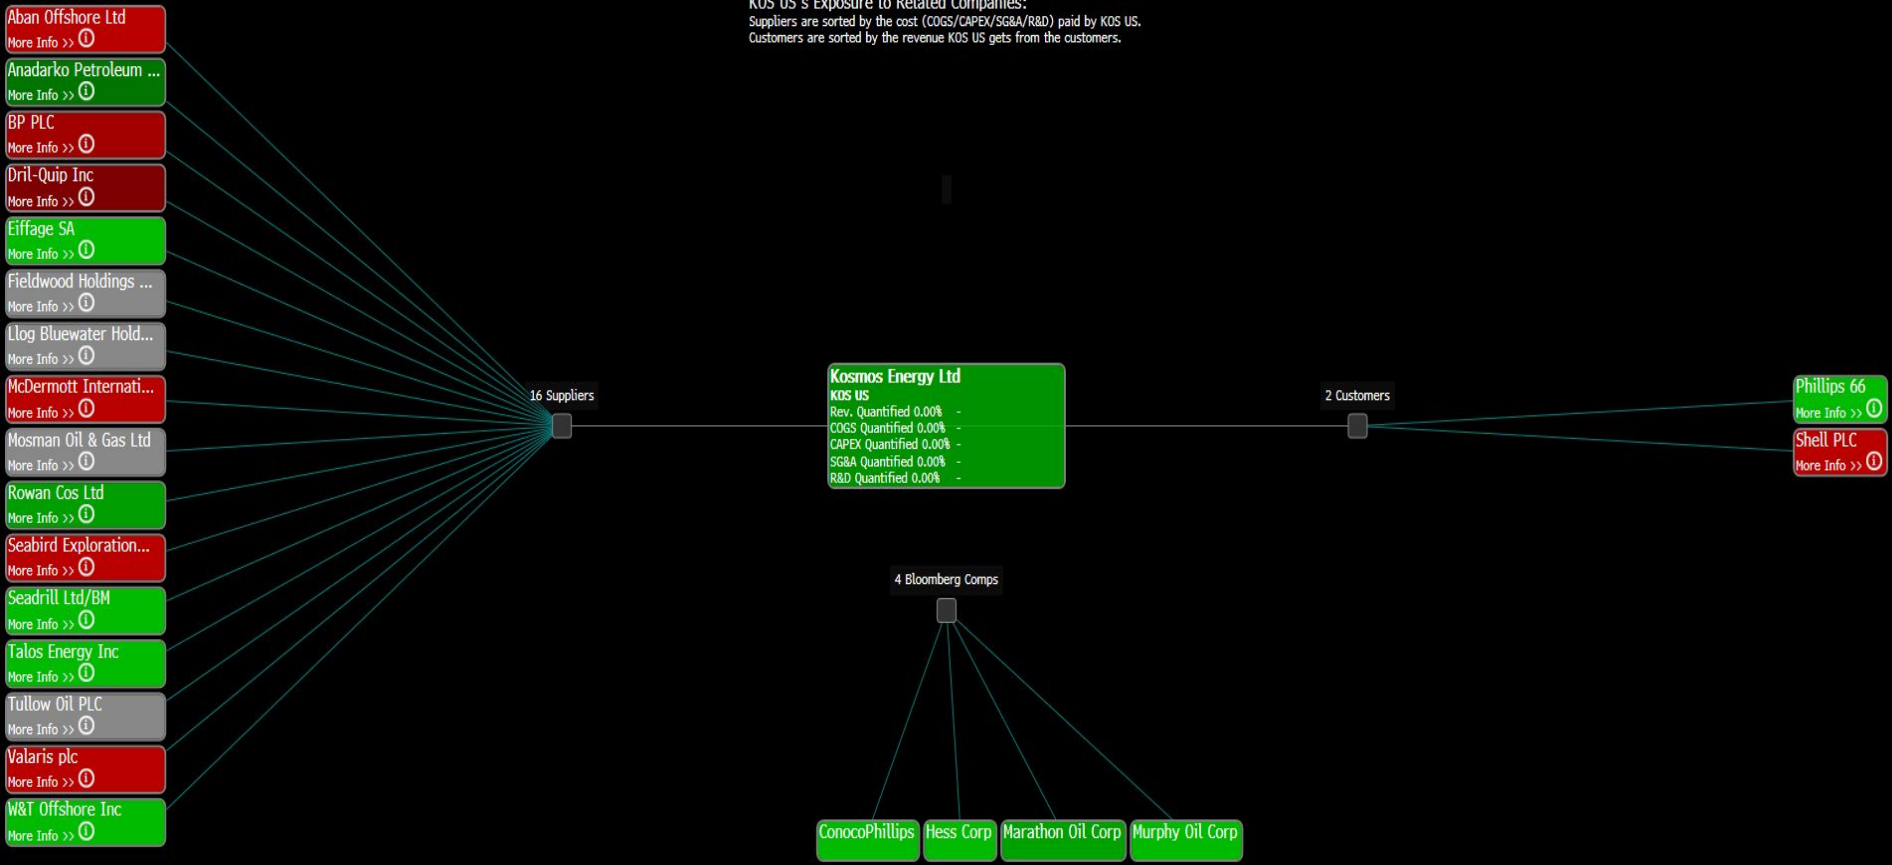 KOS US's Exposure to Related Companies:
Suppliers are sorted by the cost (COGS/CAPEX/SG&A/R&D) paid by KOS US.
Customers are sorted by the revenue KOS US gets from the customers.
Aban Offshore Ltd
More Info >>
Anadarko Petroleum ...
More Info >>
BP PLC
More Info >>
Dril-Quip Inc
More Info >>
Eiffage SA
More Info >>
Fieldwood Holdings ...
More Info >>
Llog Bluewater Hold...
More Info >>
McDermott Internati...
More Info >>
Mosman Oil & Gas Ltd
More Info >>
Rowan Cos Ltd
More Info >>
Seabird Exploration...
More Info >>
Seadrill Ltd/BM
More Info >>
Talos Energy Inc
More Info >>
Tullow Oil PLC
More Info >>
Valaris plc
More Info >>
W&T Offshore Inc
More Info >>
16 Suppliers
Kosmos Energy Ltd
KOS US
Rev. Quantified 0.00% -
COGS Quantified 0.00% -
CAPEX Quantified 0.00% -
SG&A Quantified 0.00% -
R&D Quantified 0.00% -
2 Customers
Phillips 66
More Info >>
Shell PLC
More Info >>
4 Bloomberg Comps
ConocoPhillips
Hess Corp
Marathon Oil Corp
Murphy Oil Corp